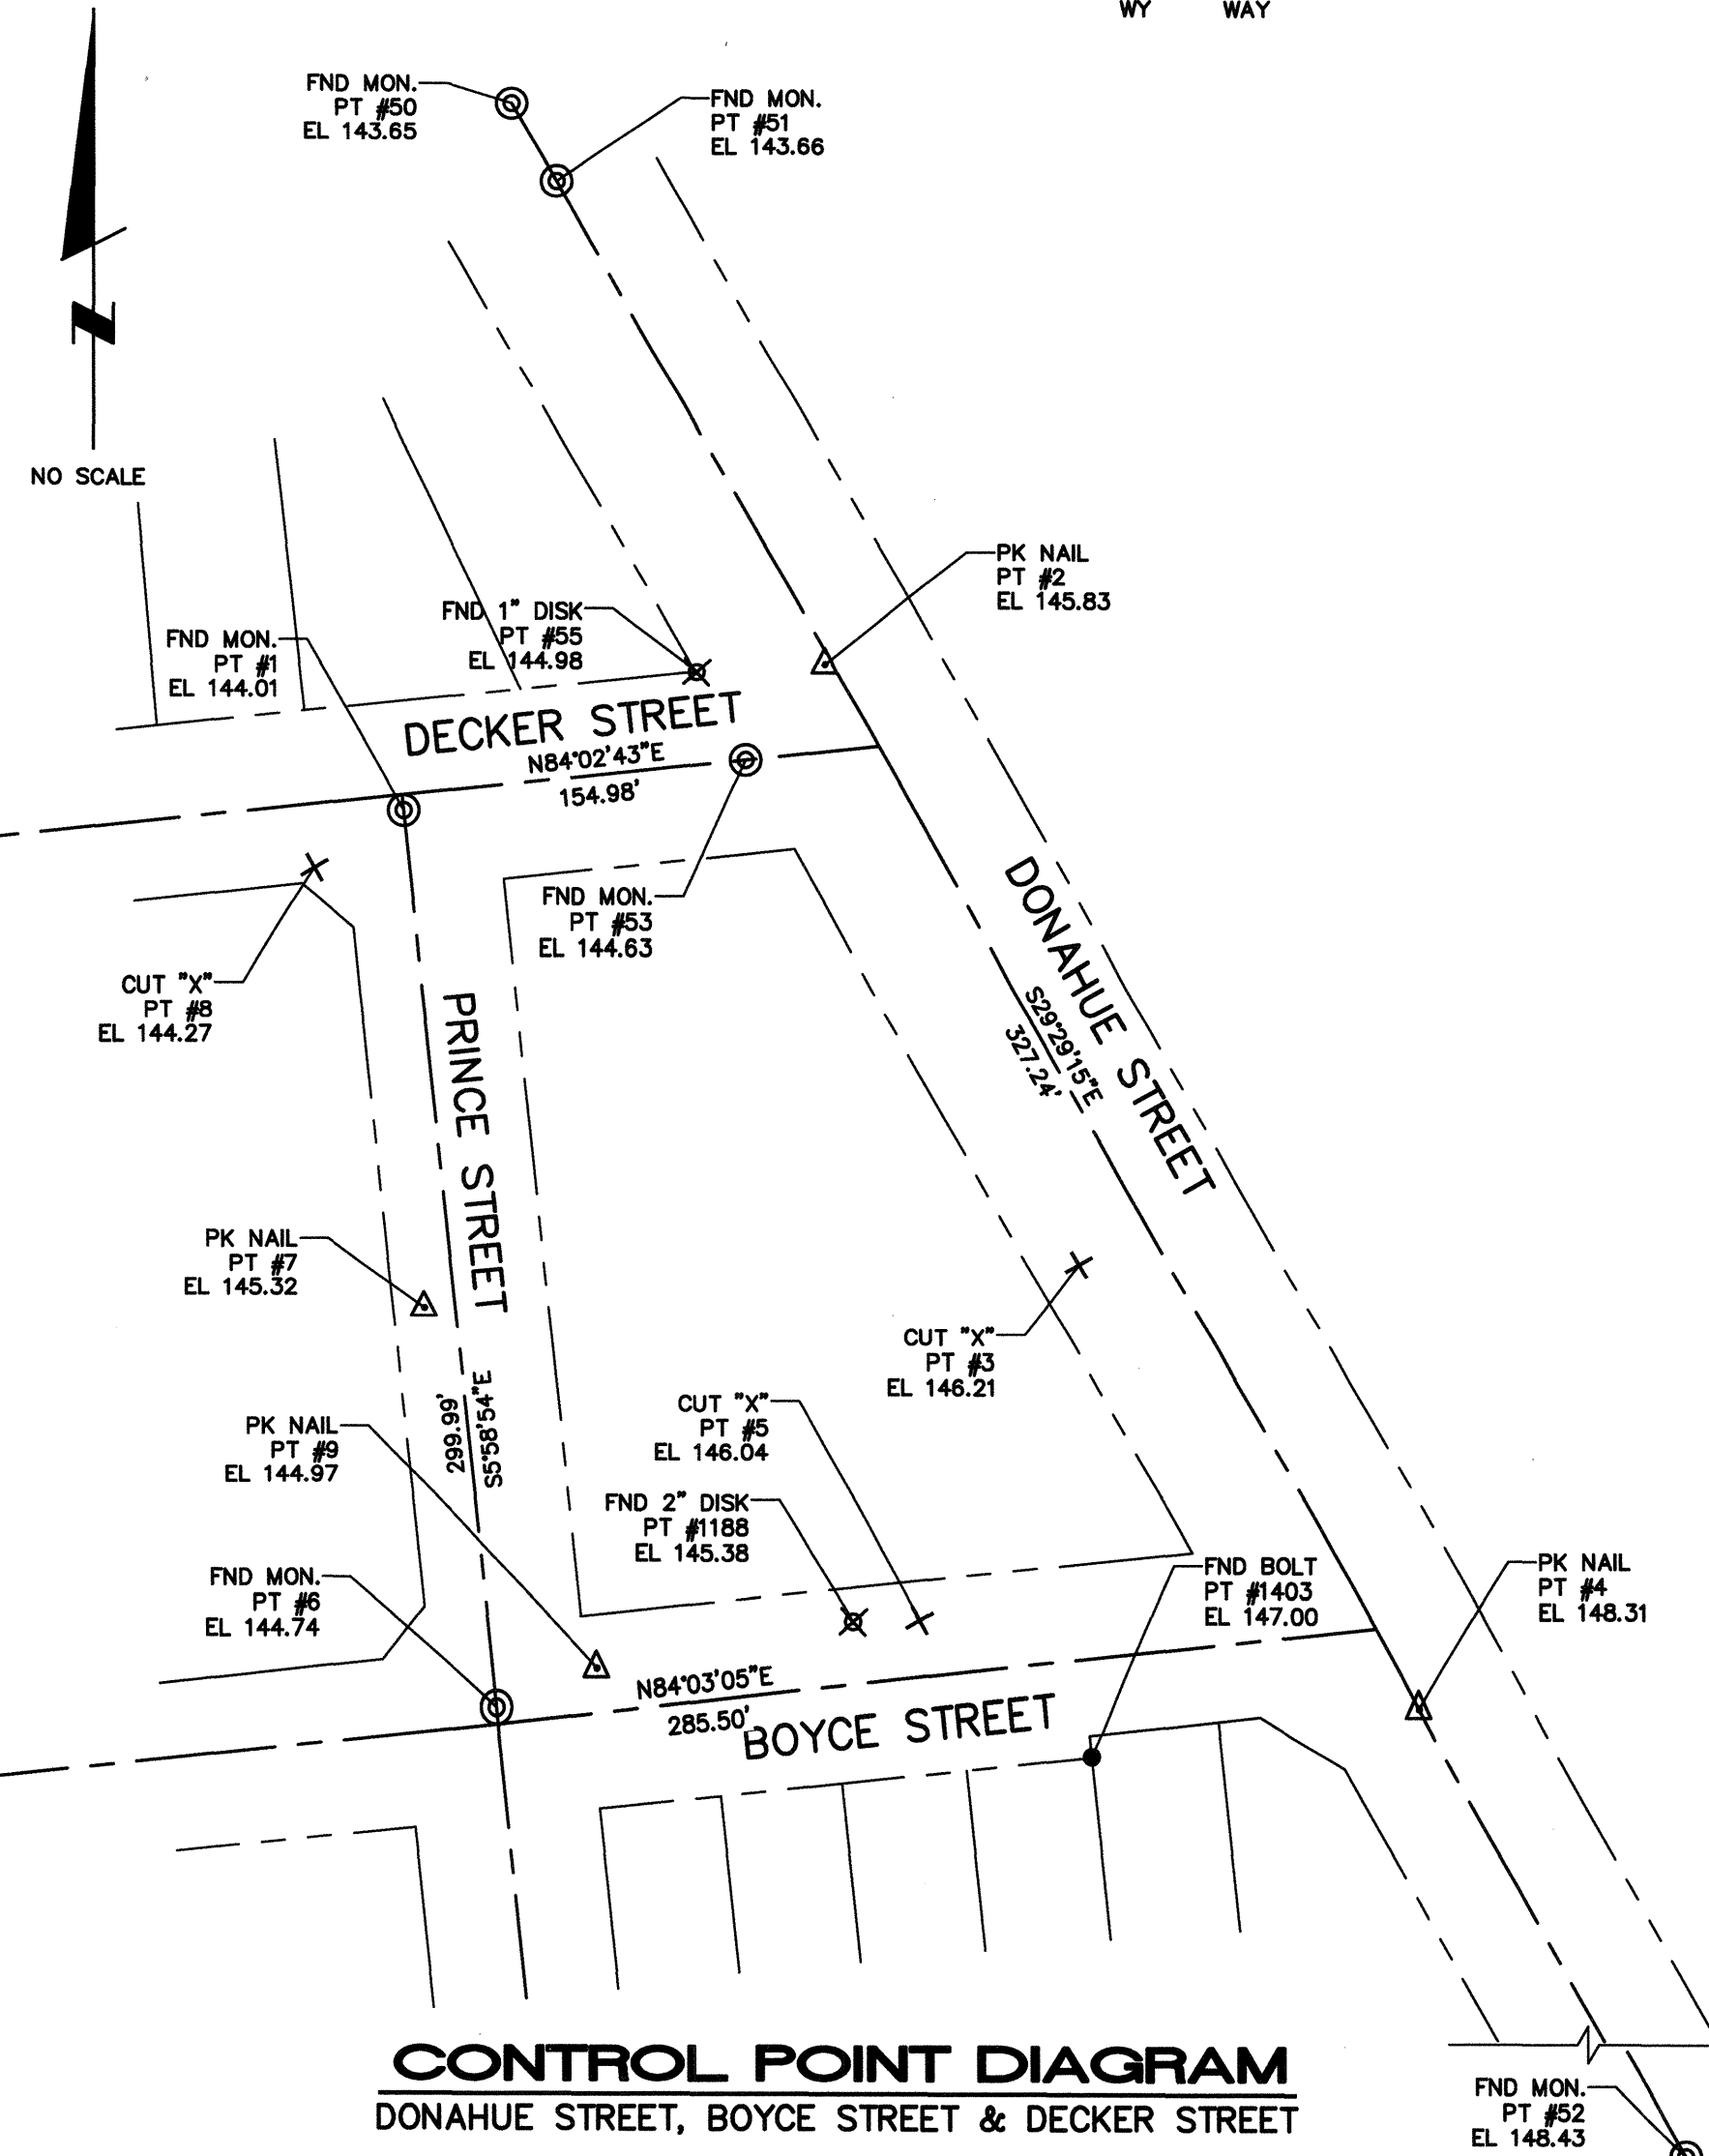 WY WAY
FND MON.
PT #50
EL 143.65
FND MON.
PT #51
EL 143.66
N
NO SCALE
PK NAIL
PT #2
EL 145.83
FND 1" DISK
PT #55
EL 144.98
FND MON.
PT #1
EL 144.01
DECKER STREET
N84°02'43"E
154.98'
FND MON.
PT #53
EL 144.63
CUT "X"
PT #8
EL 144.27
DONAHUE STREET
S29°29'15"E
327.24'
PRINCE STREET
PK NAIL
PT #7
EL 145.32
CUT "X"
PT #3
EL 146.21
299.99'
S5°58'54"E
CUT "X"
PT #5
EL 146.04
PK NAIL
PT #9
EL 144.97
FND 2" DISK
PT #1188
EL 145.38
FND BOLT
PT #1403
EL 147.00
PK NAIL
PT #4
EL 148.31
FND MON.
PT #6
EL 144.74
N84°03'05"E
285.50'
BOYCE STREET
CONTROL POINT DIAGRAM
DONAHUE STREET, BOYCE STREET & DECKER STREET
FND MON.
PT #52
EL 148.43